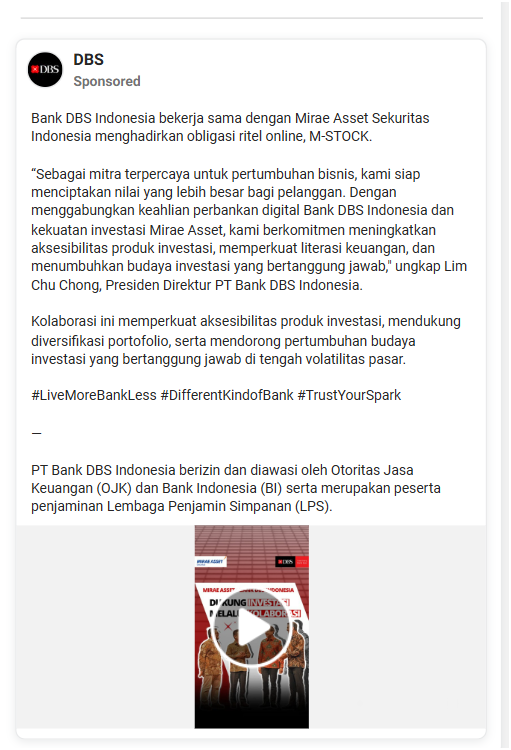 DBS
DBS
Sponsored
Bank DBS Indonesia bekerja sama dengan Mirae Asset Sekuritas
Indonesia menghadirkan obligasi ritel online, M-STOCK.
“Sebagai mitra terpercaya untuk pertumbuhan bisnis, kami siap
menciptakan nilai yang lebih besar bagi pelanggan. Dengan
menggabungkan keahlian perbankan digital Bank DBS Indonesia dan
kekuatan investasi Mirae Asset, kami berkomitmen meningkatkan
aksesibilitas produk investasi, memperkuat literasi keuangan, dan
menumbuhkan budaya investasi yang bertanggung jawab," ungkap Lim
Chu Chong, Presiden Direktur PT Bank DBS Indonesia.
Kolaborasi ini memperkuat aksesibilitas produk investasi, mendukung
diversifikasi portofolio, serta mendorong pertumbuhan budaya
investasi yang bertanggung jawab di tengah volatilitas pasar.
#LiveMoreBankLess #DifferentKindofBank #TrustYourSpark
—
PT Bank DBS Indonesia berizin dan diawasi oleh Otoritas Jasa
Keuangan (OJK) dan Bank Indonesia (BI) serta merupakan peserta
penjaminan Lembaga Penjamin Simpanan (LPS).
MIRAE ASSET
DBS
MIRAE ASSET INDONESIA
DUKUNG INVESTASI
MELALUI KOLABORASI